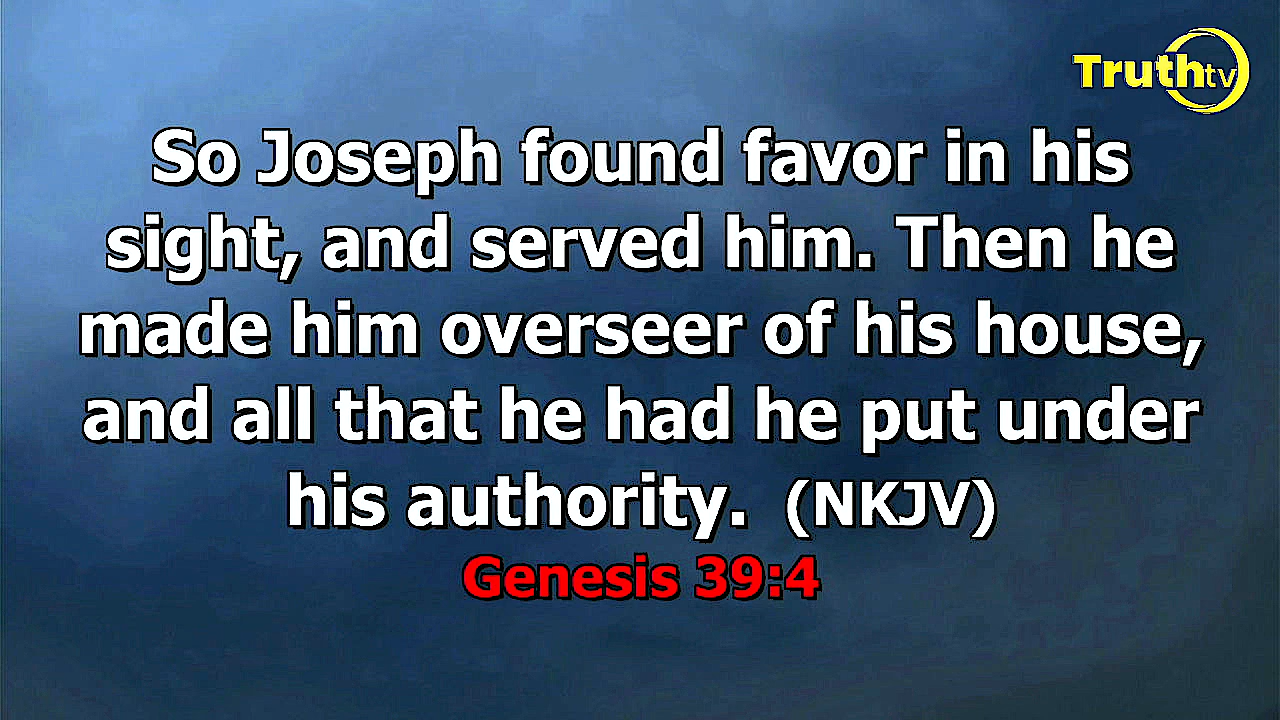 Truthtv
So Joseph found favor in his
sight, and served him. Then he
made him overseer of his house,
and all that he had he put under
his authority.  (NKJV)
Genesis 39:4